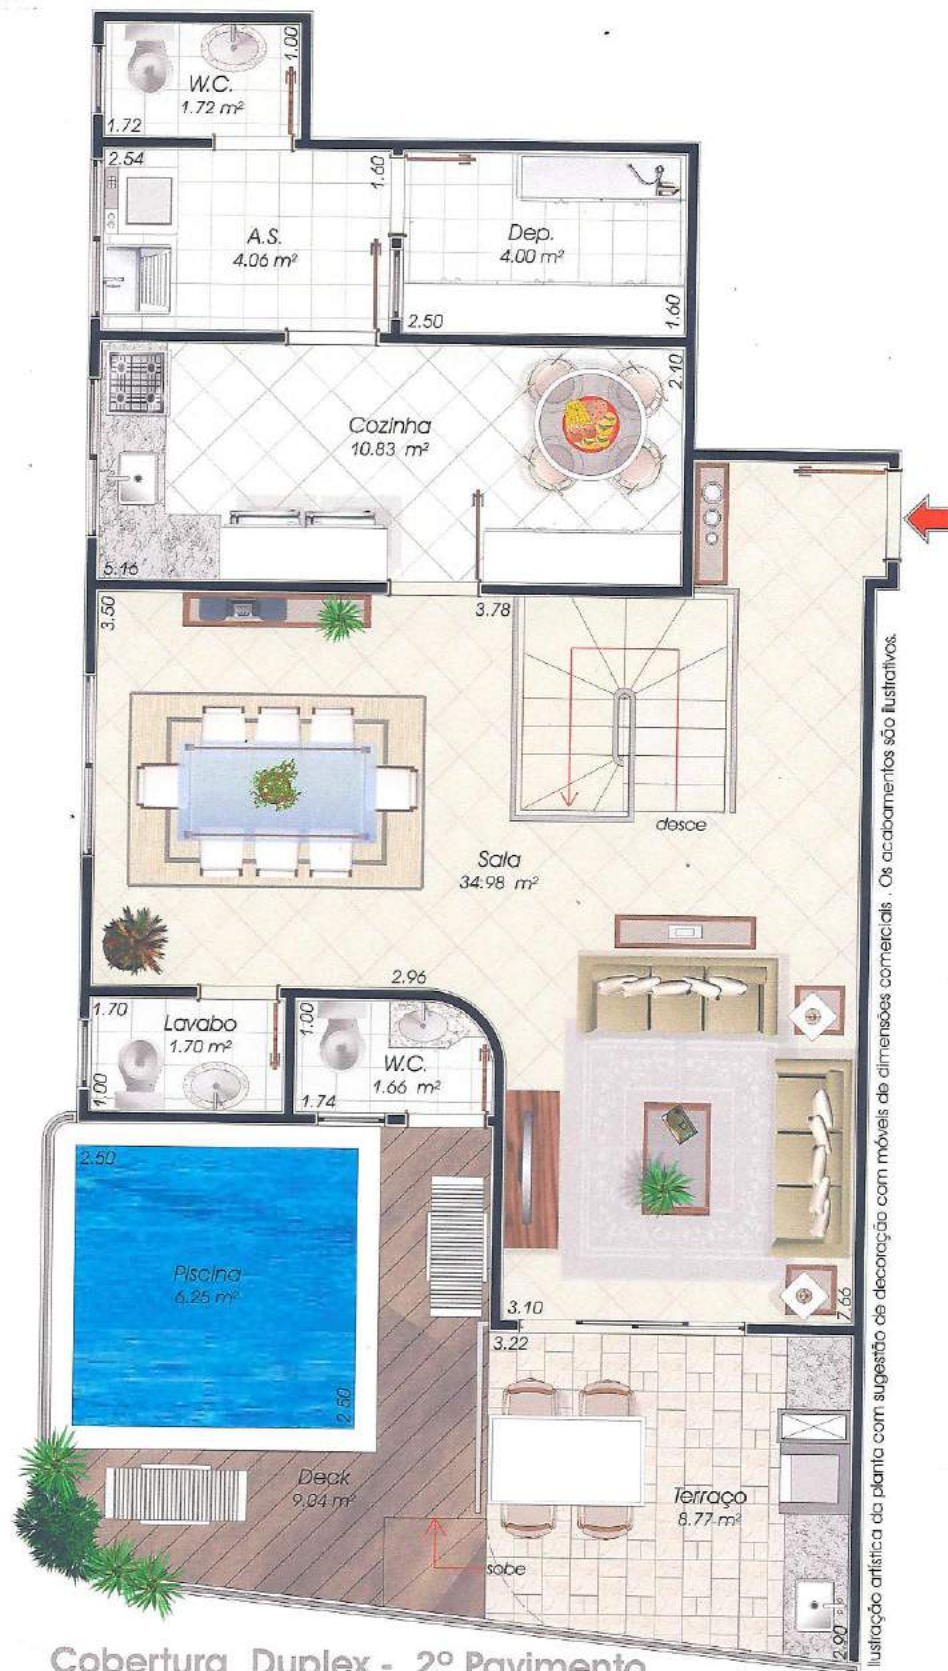 1.00
W.C.
1.72 m²
1.72
2.54
1.60
A.S.
4.06 m²
Dep.
4.00 m²
2.50
1.60
2.10
Cozinha
10.83 m²
5.16
3.50
3.78
desce
Sala
34.98 m²
2.96
1.70
Lavabo
1.70 m²
1.00
1.00
W.C.
1.66 m²
1.74
2.50
Piscina
6.25 m²
2.50
3.10
7.66
3.22
Deck
9.04 m²
Terraço
8.77 m²
sobe
2.90
Ilustração artística da planta com sugestão de decoração com móveis de dimensões comerciais . Os acabamentos são ilustrativos.
Cobertura Duplex - 2º Pavimento